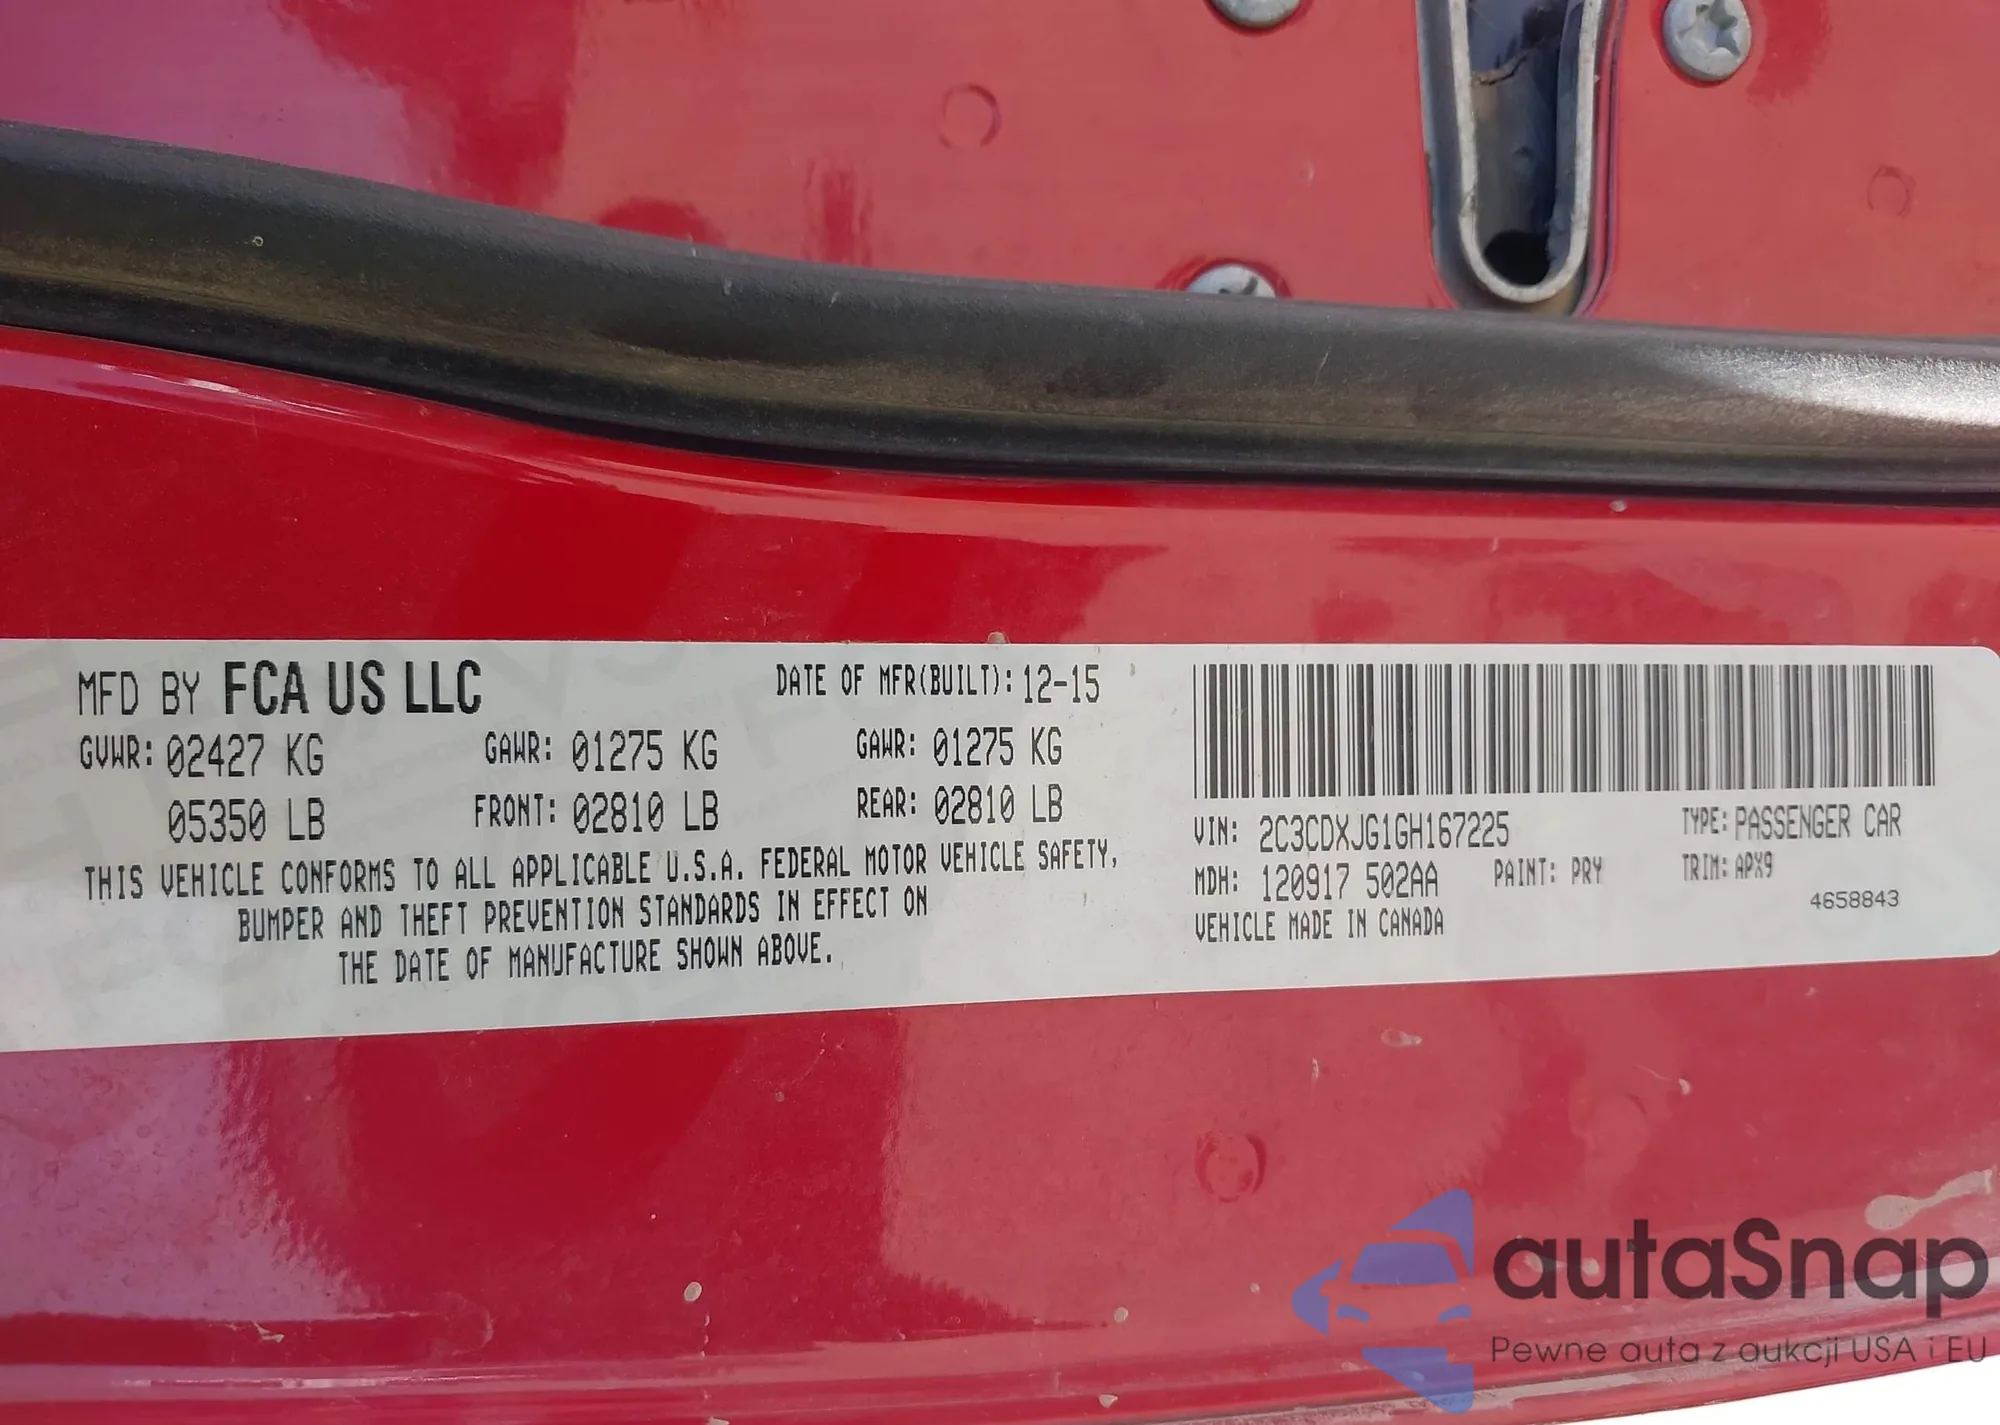 MFD BY FCA US LLC DATE OF MFR(BUILT): 12-15
GVWR: 02427 KG GAWR: 01275 KG GAWR: 01275 KG
05350 LB FRONT: 02810 LB REAR: 02810 LB
THIS VEHICLE CONFORMS TO ALL APPLICABLE U.S.A. FEDERAL MOTOR VEHICLE SAFETY,
BUMPER AND THEFT PREVENTION STANDARDS IN EFFECT ON
THE DATE OF MANUFACTURE SHOWN ABOVE.
VIN: 2C3CDXJG1GH167225 TYPE: PASSENGER CAR
MDH: 120917 502AA PAINT: PRY TRIM: APX9
VEHICLE MADE IN CANADA 4658843
autaSnap
Pewne auta z aukcji USA i EU